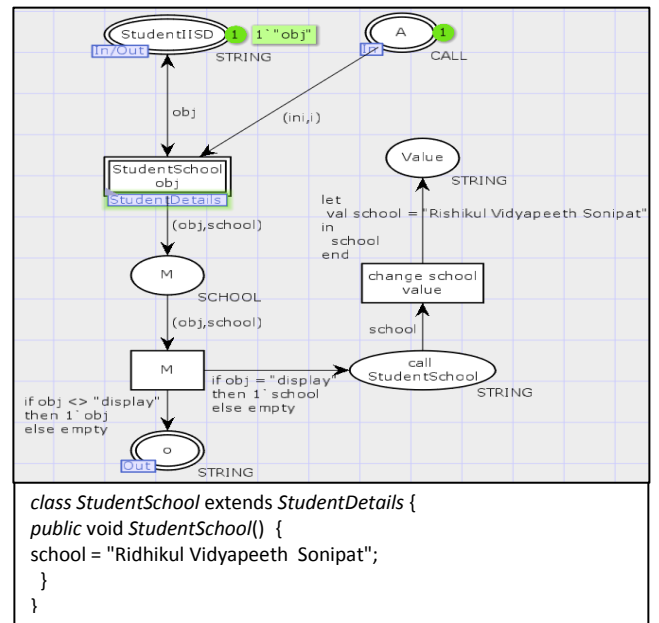 StudentIISD
1
1`"obj"
In/Out
STRING
A
1
In
CALL
obj
(ini,i)
StudentSchool
obj
StudentDetails
Value
STRING
let
val school = "Rishikul Vidyapeeth Sonipat"
in
school
end
(obj,school)
M
SCHOOL
change school
value
(obj,school)
school
M
if obj = "display"
then 1`school
else empty
call
StudentSchool
STRING
if obj <> "display"
then 1`obj
else empty
o
Out
STRING
class StudentSchool extends StudentDetails {
public void StudentSchool() {
school = "Ridhikul Vidyapeeth Sonipat";
}
}